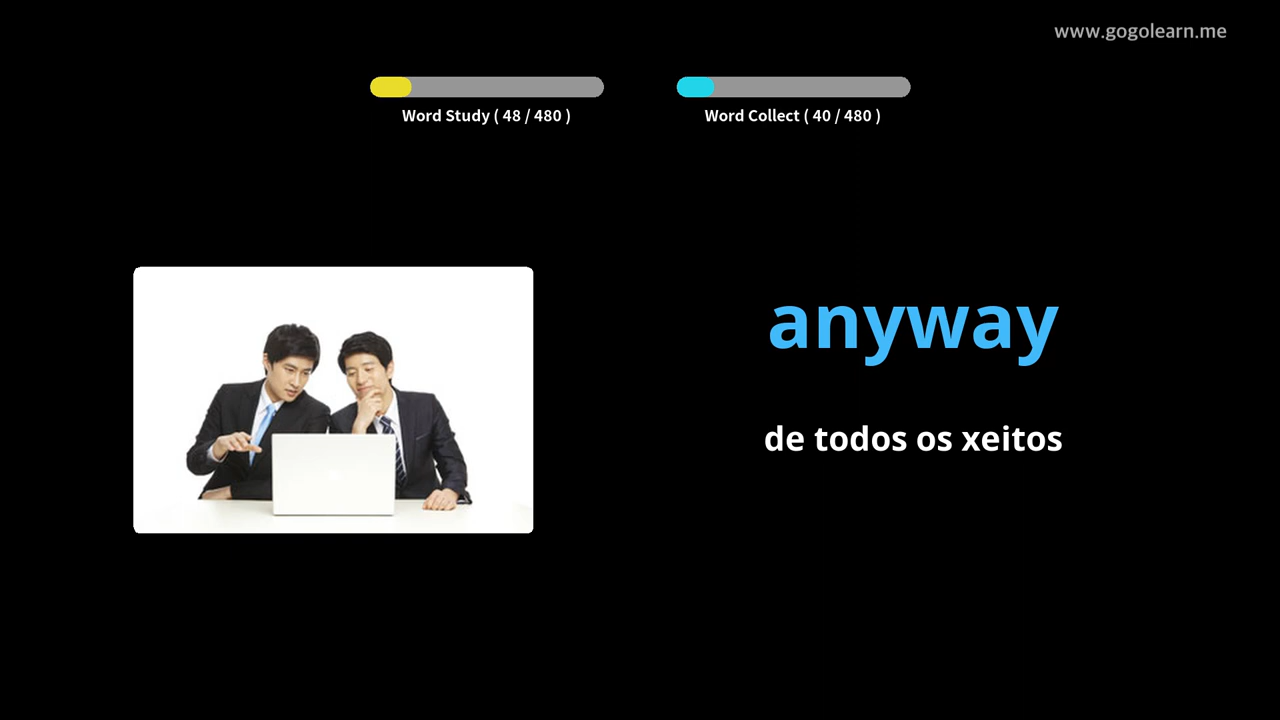 www.gogolearn.me
Word Study ( 48 / 480 )
Word Collect ( 40 / 480 )
anyway
de todos os xeitos